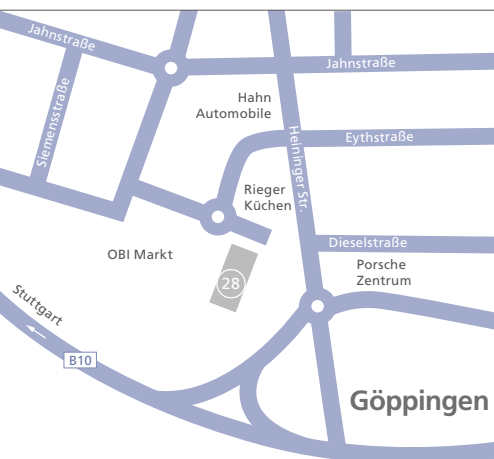 Jahnstraße
Jahnstraße
Siemensstraße
Hahn
Automobile
Heininger Str.
Eythstraße
Rieger
Küchen
OBI Markt
28
Dieselstraße
Porsche
Zentrum
Stuttgart
B10
Göppingen